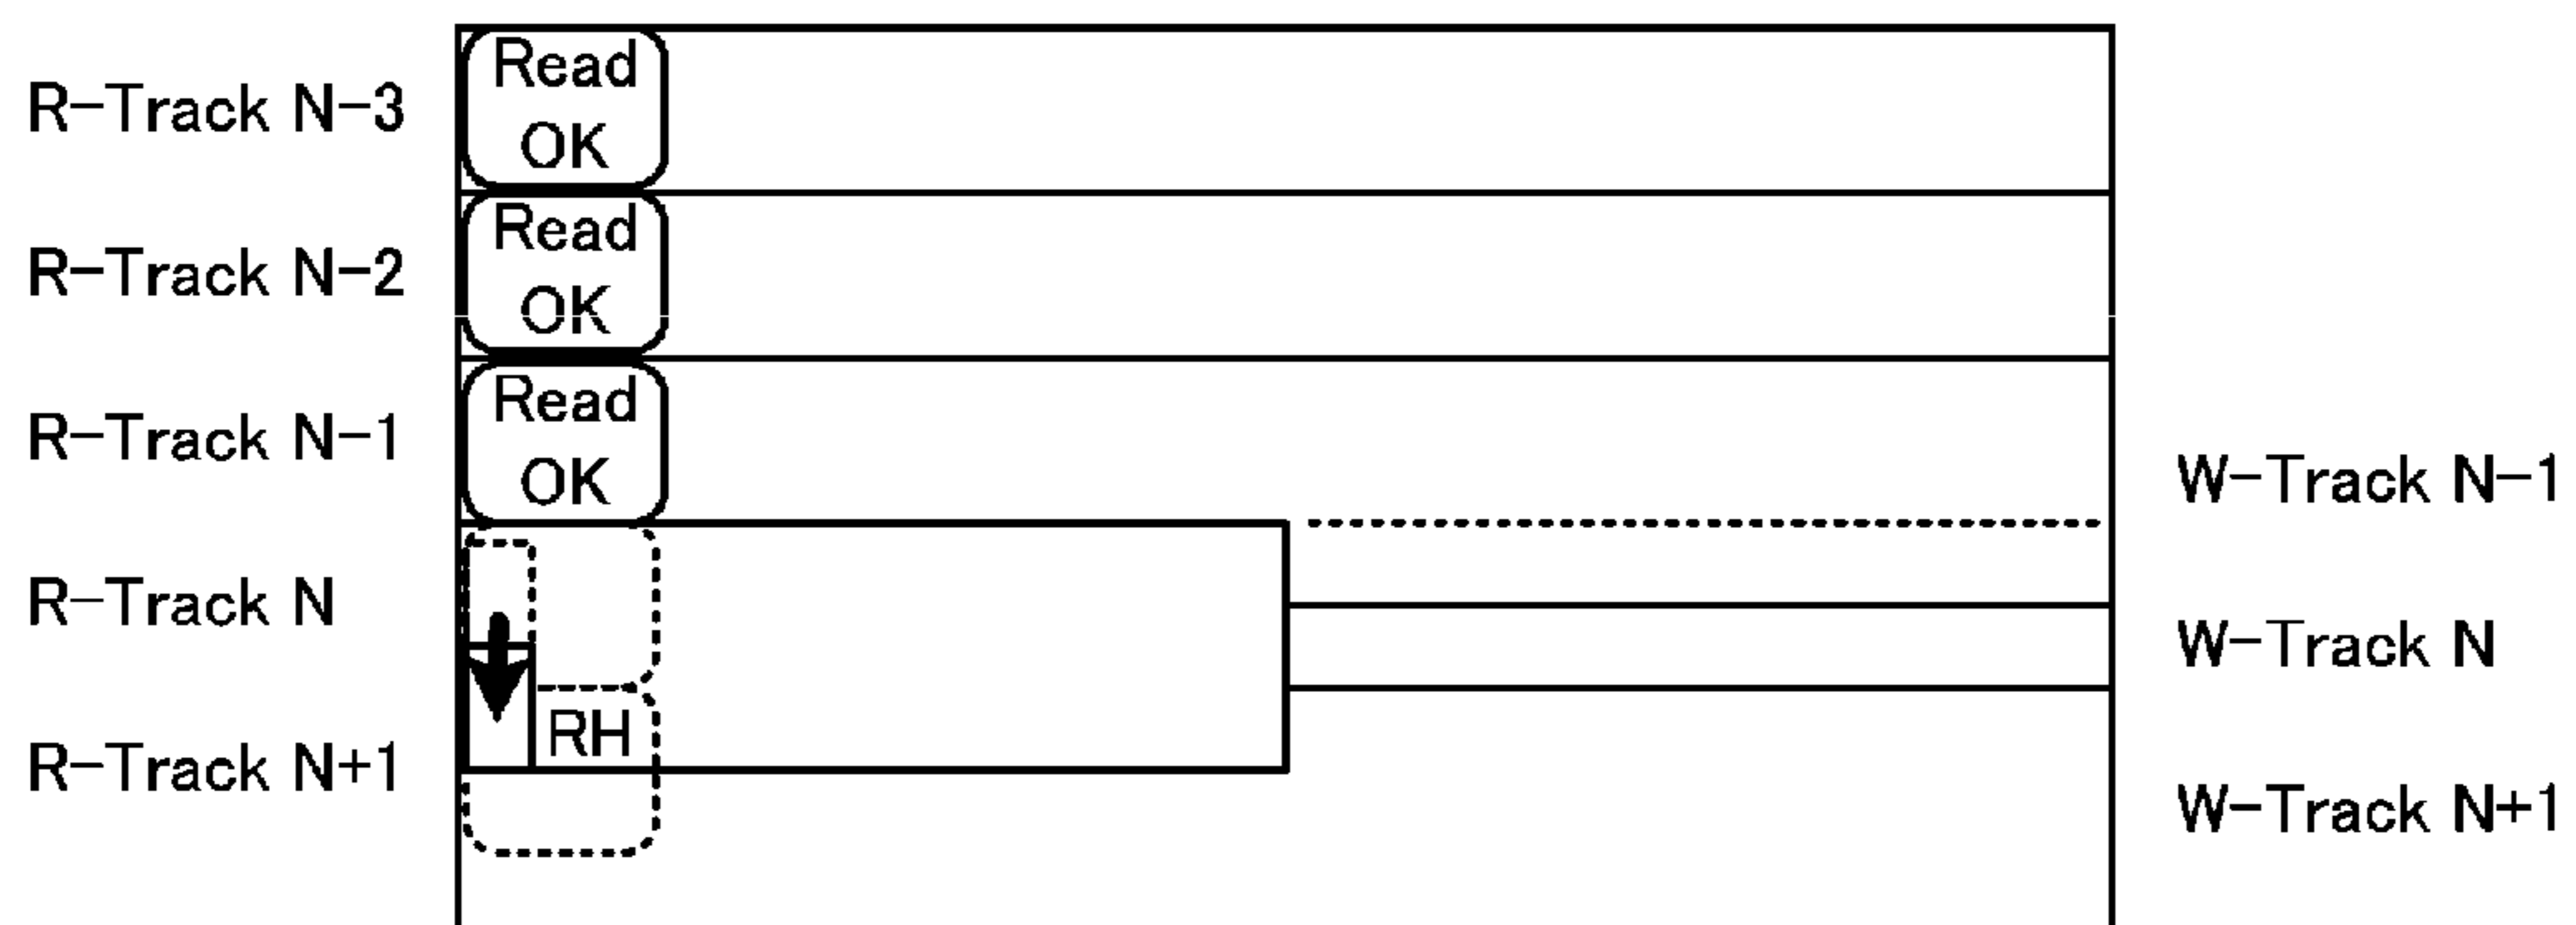 R-Track N-3
Read
OK
R-Track N-2
Read
OK
R-Track N-1
Read
OK
W-Track N-1
R-Track N
W-Track N
RH
R-Track N+1
W-Track N+1